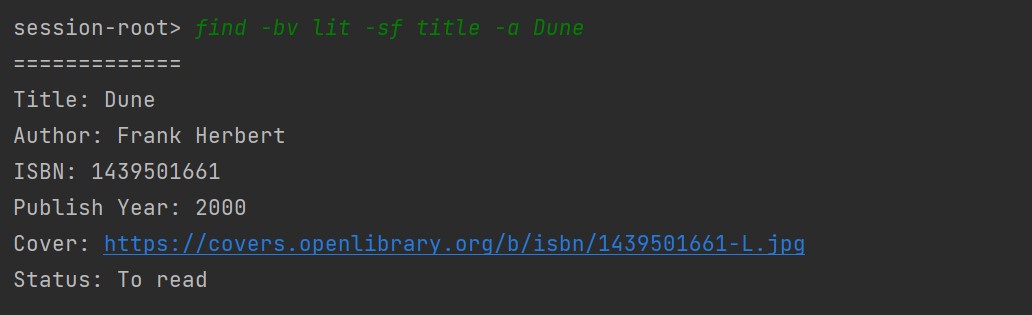 session-root> find -bv lit -sf title -a Dune
=============
Title: Dune
Author: Frank Herbert
ISBN: 1439501661
Publish Year: 2000
Cover: https://covers.openlibrary.org/b/isbn/1439501661-L.jpg
Status: To read